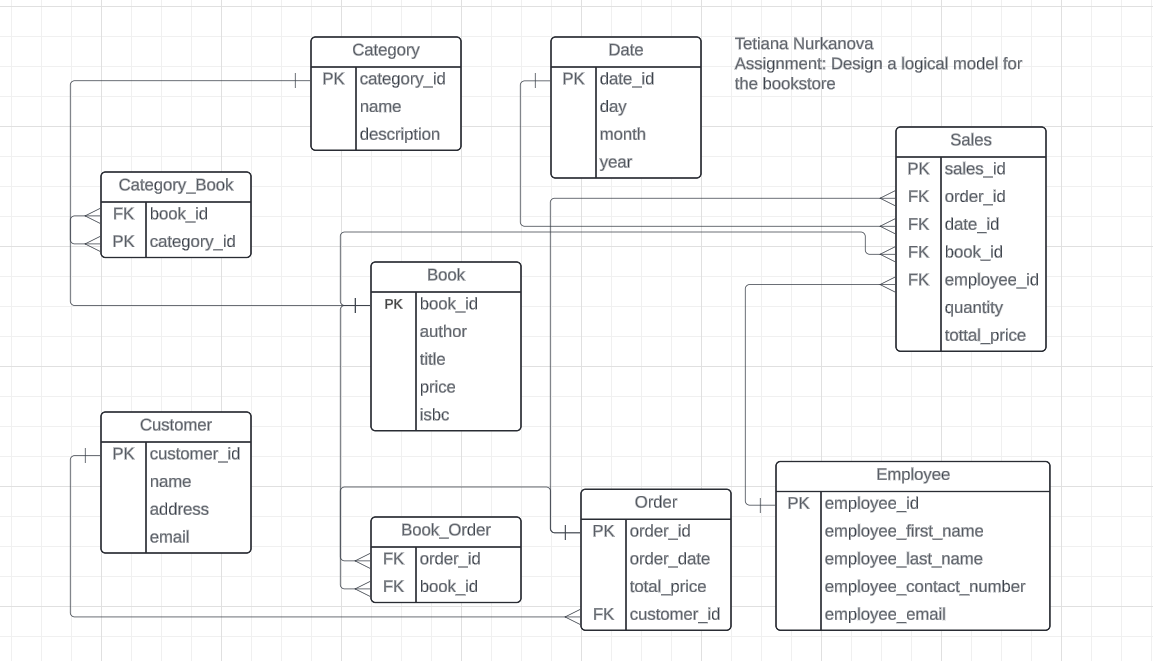 Tetiana Nurkanova
Assignment: Design a logical model for
the bookstore
Category
PK category_id
name
description
Date
PK date_id
day
month
year
Sales
PK sales_id
FK order_id
FK date_id
FK book_id
FK employee_id
quantity
tottal_price
Category_Book
FK book_id
PK category_id
Book
PK book_id
author
title
price
isbc
Customer
PK customer_id
name
address
email
Book_Order
FK order_id
FK book_id
Order
PK order_id
order_date
total_price
FK customer_id
Employee
PK employee_id
employee_first_name
employee_last_name
employee_contact_number
employee_email